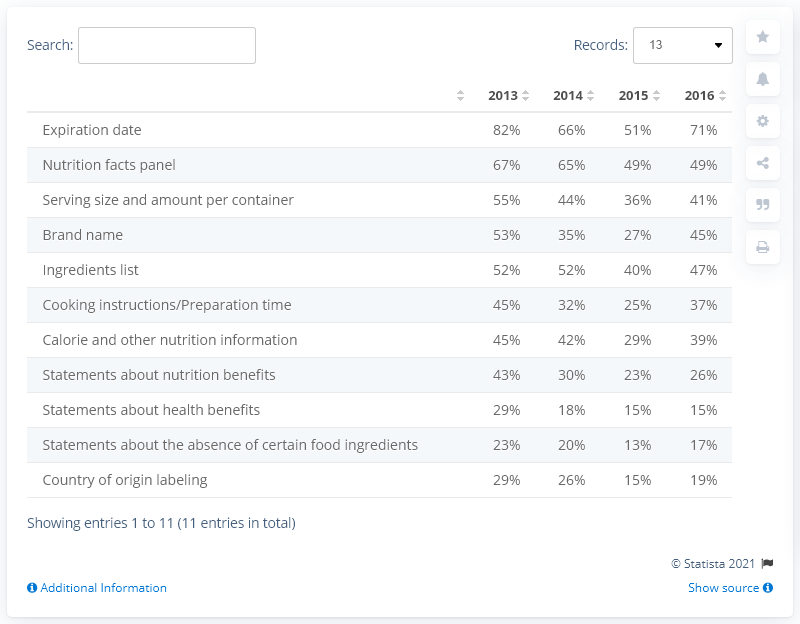 Search:
Records: 13
2013 2014 2015 2016
Expiration date 82% 66% 51% 71%
Nutrition facts panel 67% 65% 49% 49%
Serving size and amount per container 55% 44% 36% 41%
Brand name 53% 35% 27% 45%
Ingredients list 52% 52% 40% 47%
Cooking instructions/Preparation time 45% 32% 25% 37%
Calorie and other nutrition information 45% 42% 29% 39%
Statements about nutrition benefits 43% 30% 23% 26%
Statements about health benefits 29% 18% 15% 15%
Statements about the absence of certain food ingredients 23% 20% 13% 17%
Country of origin labeling 29% 26% 15% 19%
Showing entries 1 to 11 (11 entries in total)
© Statista 2021
Additional Information
Show source